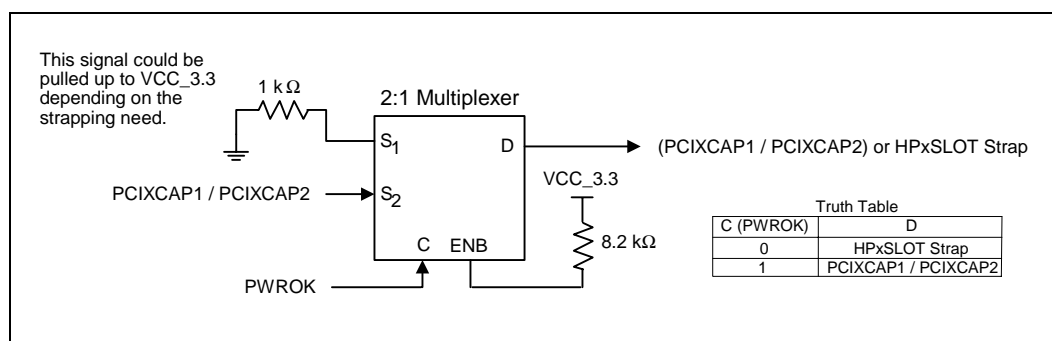 This signal could be
pulled up to VCC_3.3
depending on the
strapping need.
1 kΩ
2:1 Multiplexer
S1
D
(PCIXCAP1 / PCIXCAP2) or HPxSLOT Strap
PCIXCAP1 / PCIXCAP2
S2
VCC_3.3
8.2 kΩ
C ENB
PWROK
Truth Table
C (PWROK) D
0 HPxSLOT Strap
1 PCIXCAP1 / PCIXCAP2